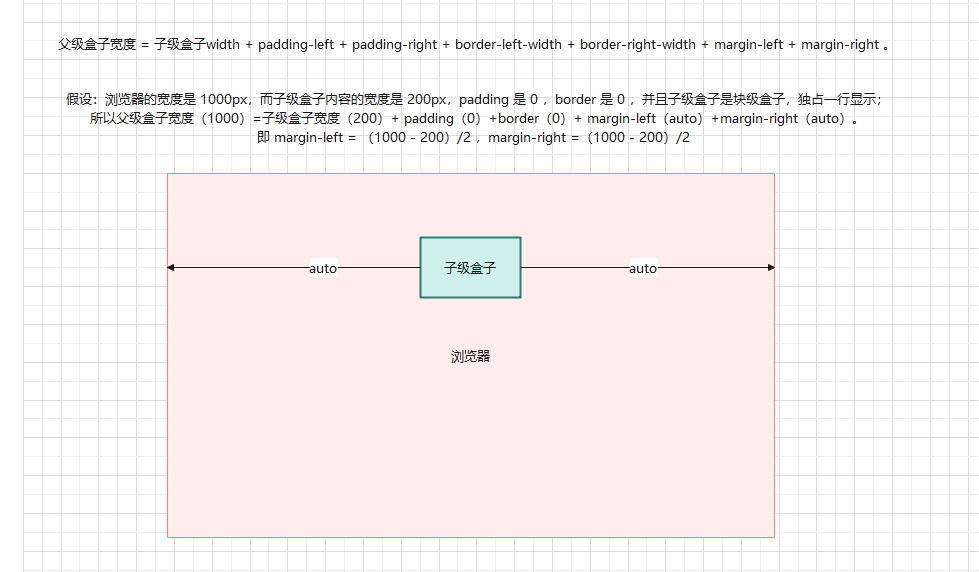 父级盒子宽度 = 子级盒子width + padding-left + padding-right + border-left-width + border-right-width + margin-left + margin-right 。
假设：浏览器的宽度是 1000px，而子级盒子内容的宽度是 200px，padding 是 0 ，border 是 0 ，并且子级盒子是块级盒子，独占一行显示；
所以父级盒子宽度（1000）=子级盒子宽度（200）+ padding（0）+border（0）+ margin-left（auto）+margin-right（auto）。
即 margin-left = （1000 - 200）/2 ，margin-right =（1000 - 200）/2
auto
子级盒子
auto
浏览器